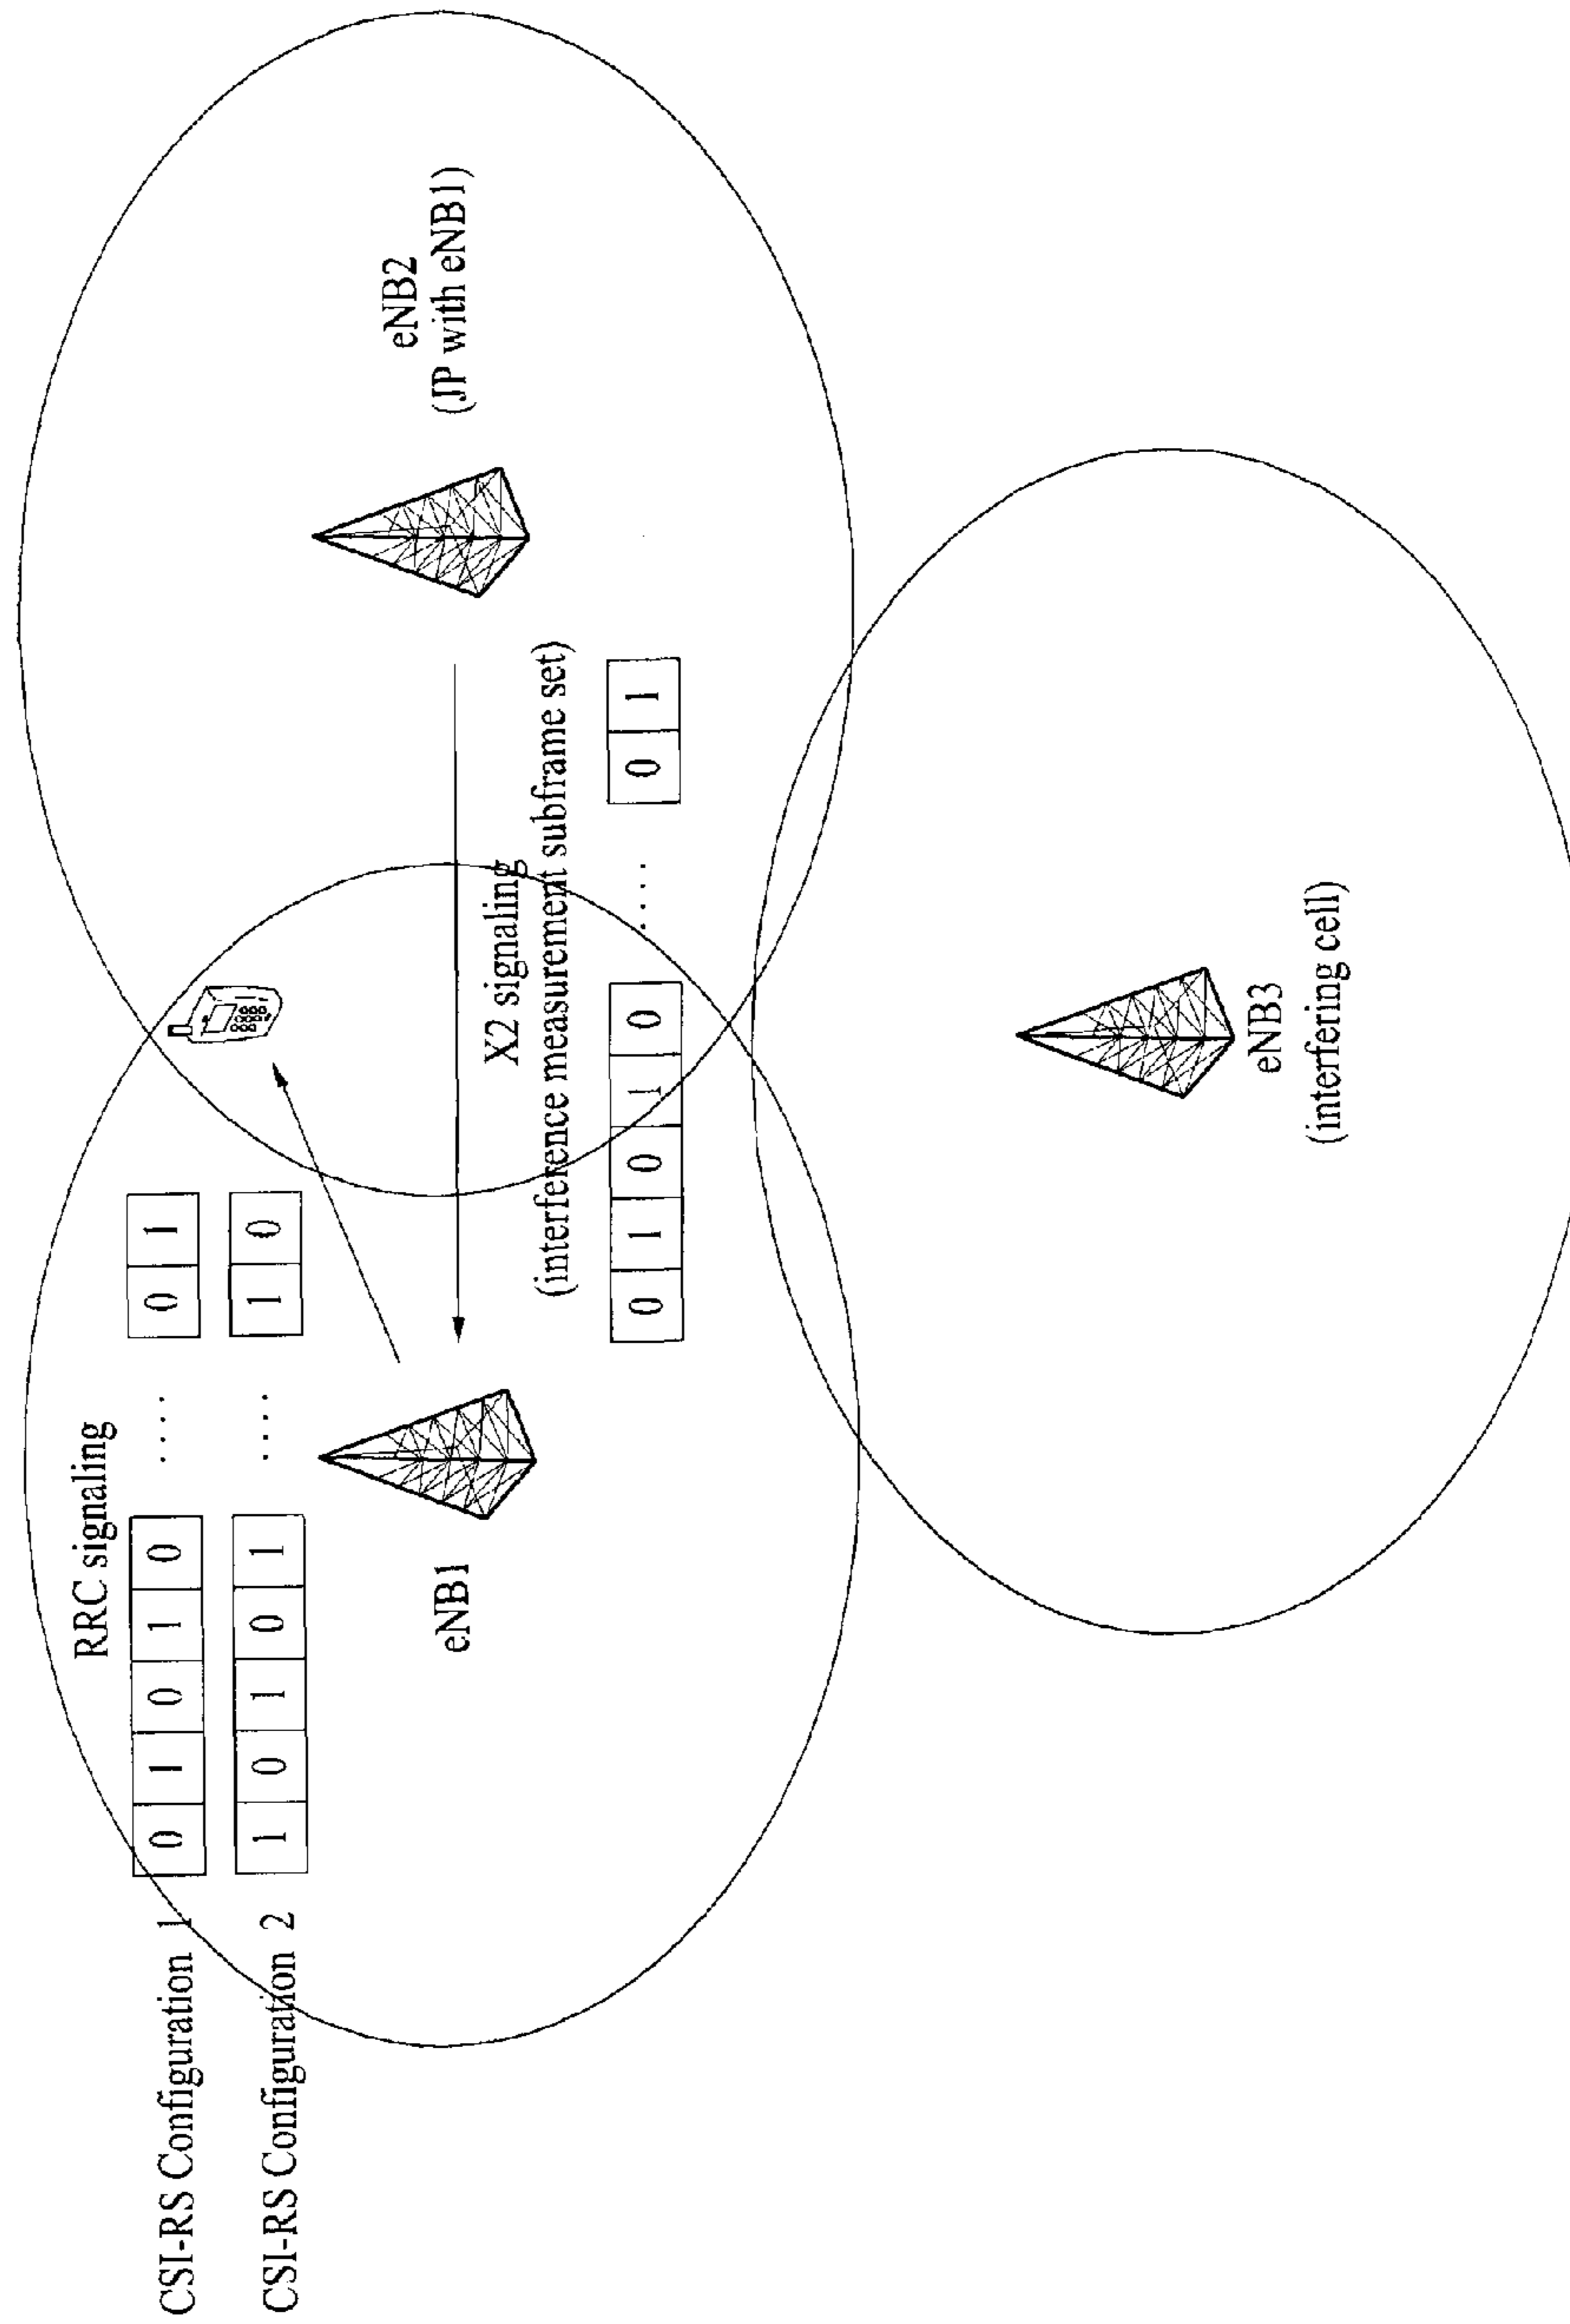 RRC signaling
CSI-RS Configuration 1 0 1 0 1 0 .... 0 1
CSI-RS Configuration 2 1 0 1 0 1 .... 1 0
eNB1
eNB2
(JP with eNB1)
X2 signaling
(interference measurement subframe set)
0 1 0 1 0 .... 0 1
eNB3
(interfering cell)